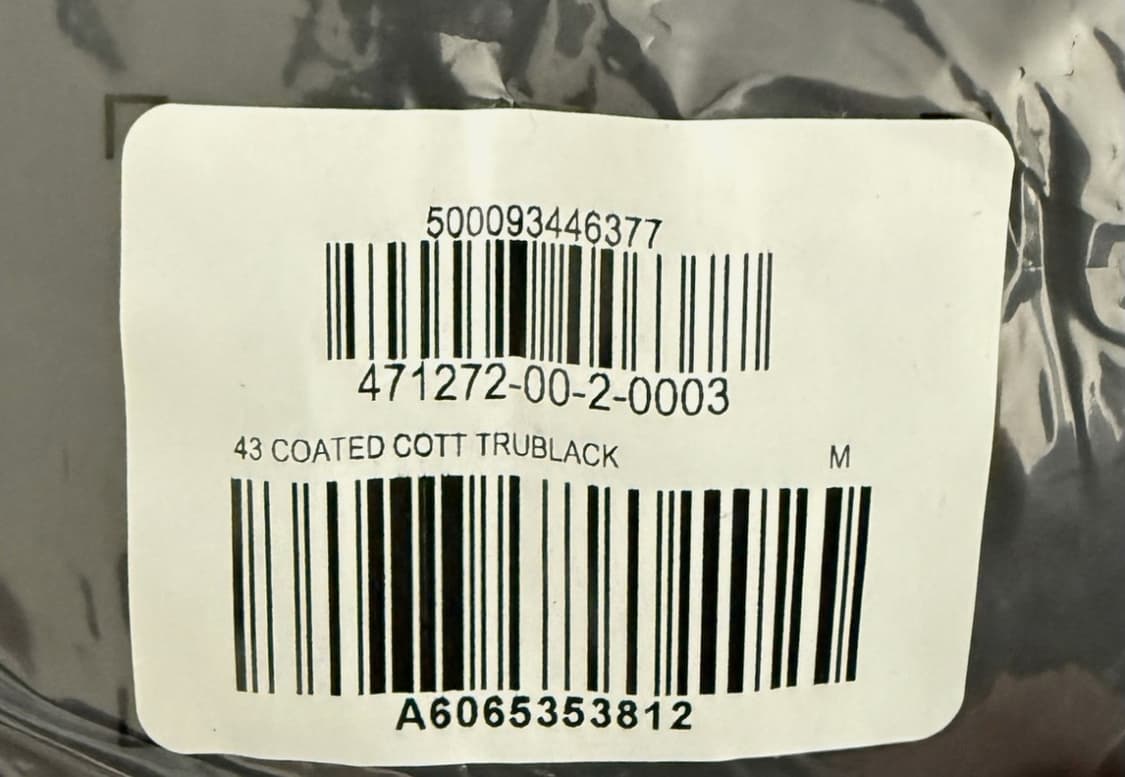 500093446377
471272-00-2-0003
43 COATED COTT TRUBLACK M
A6065353812